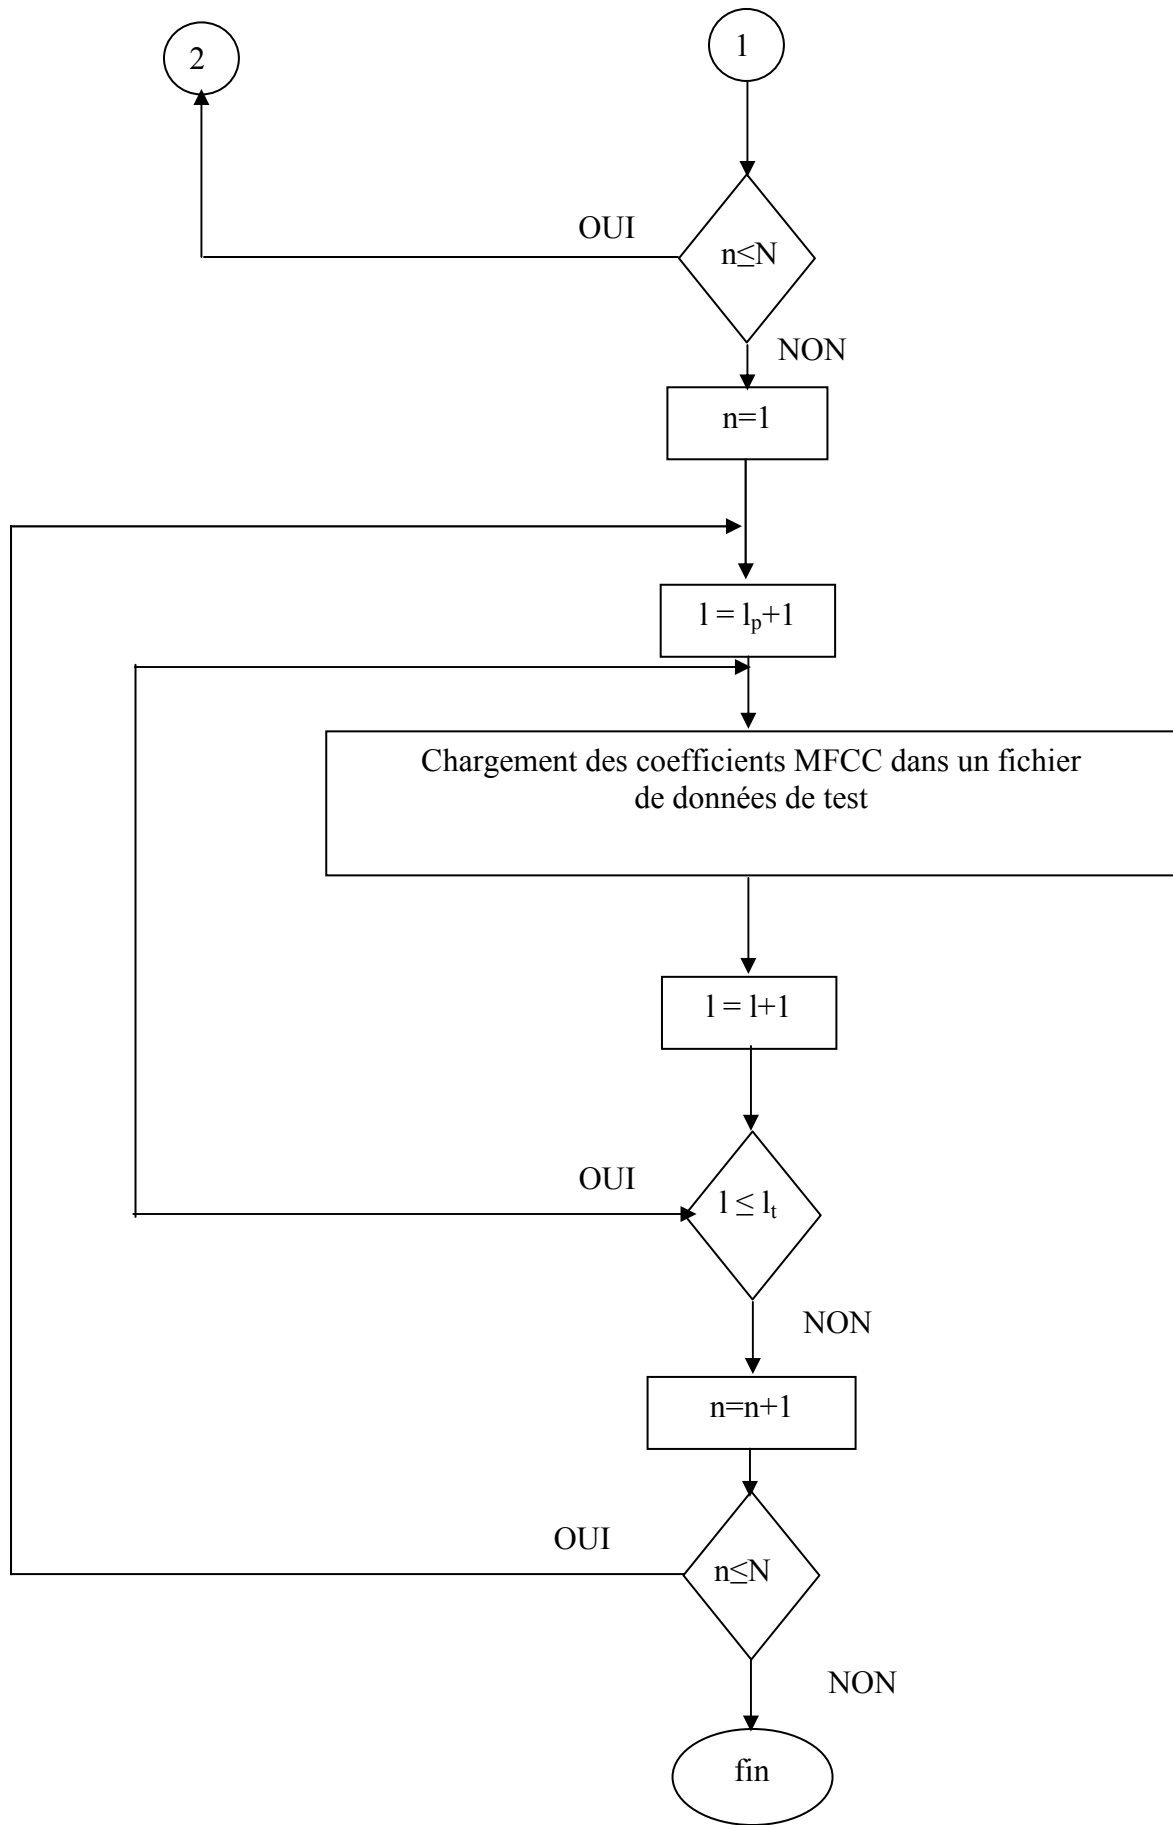 2
1
OUI
n≤N
NON
n=1
l = lp+1
Chargement des coefficients MFCC dans un fichier
de données de test
l = l+1
OUI
l ≤ lt
NON
n=n+1
OUI
n≤N
NON
fin